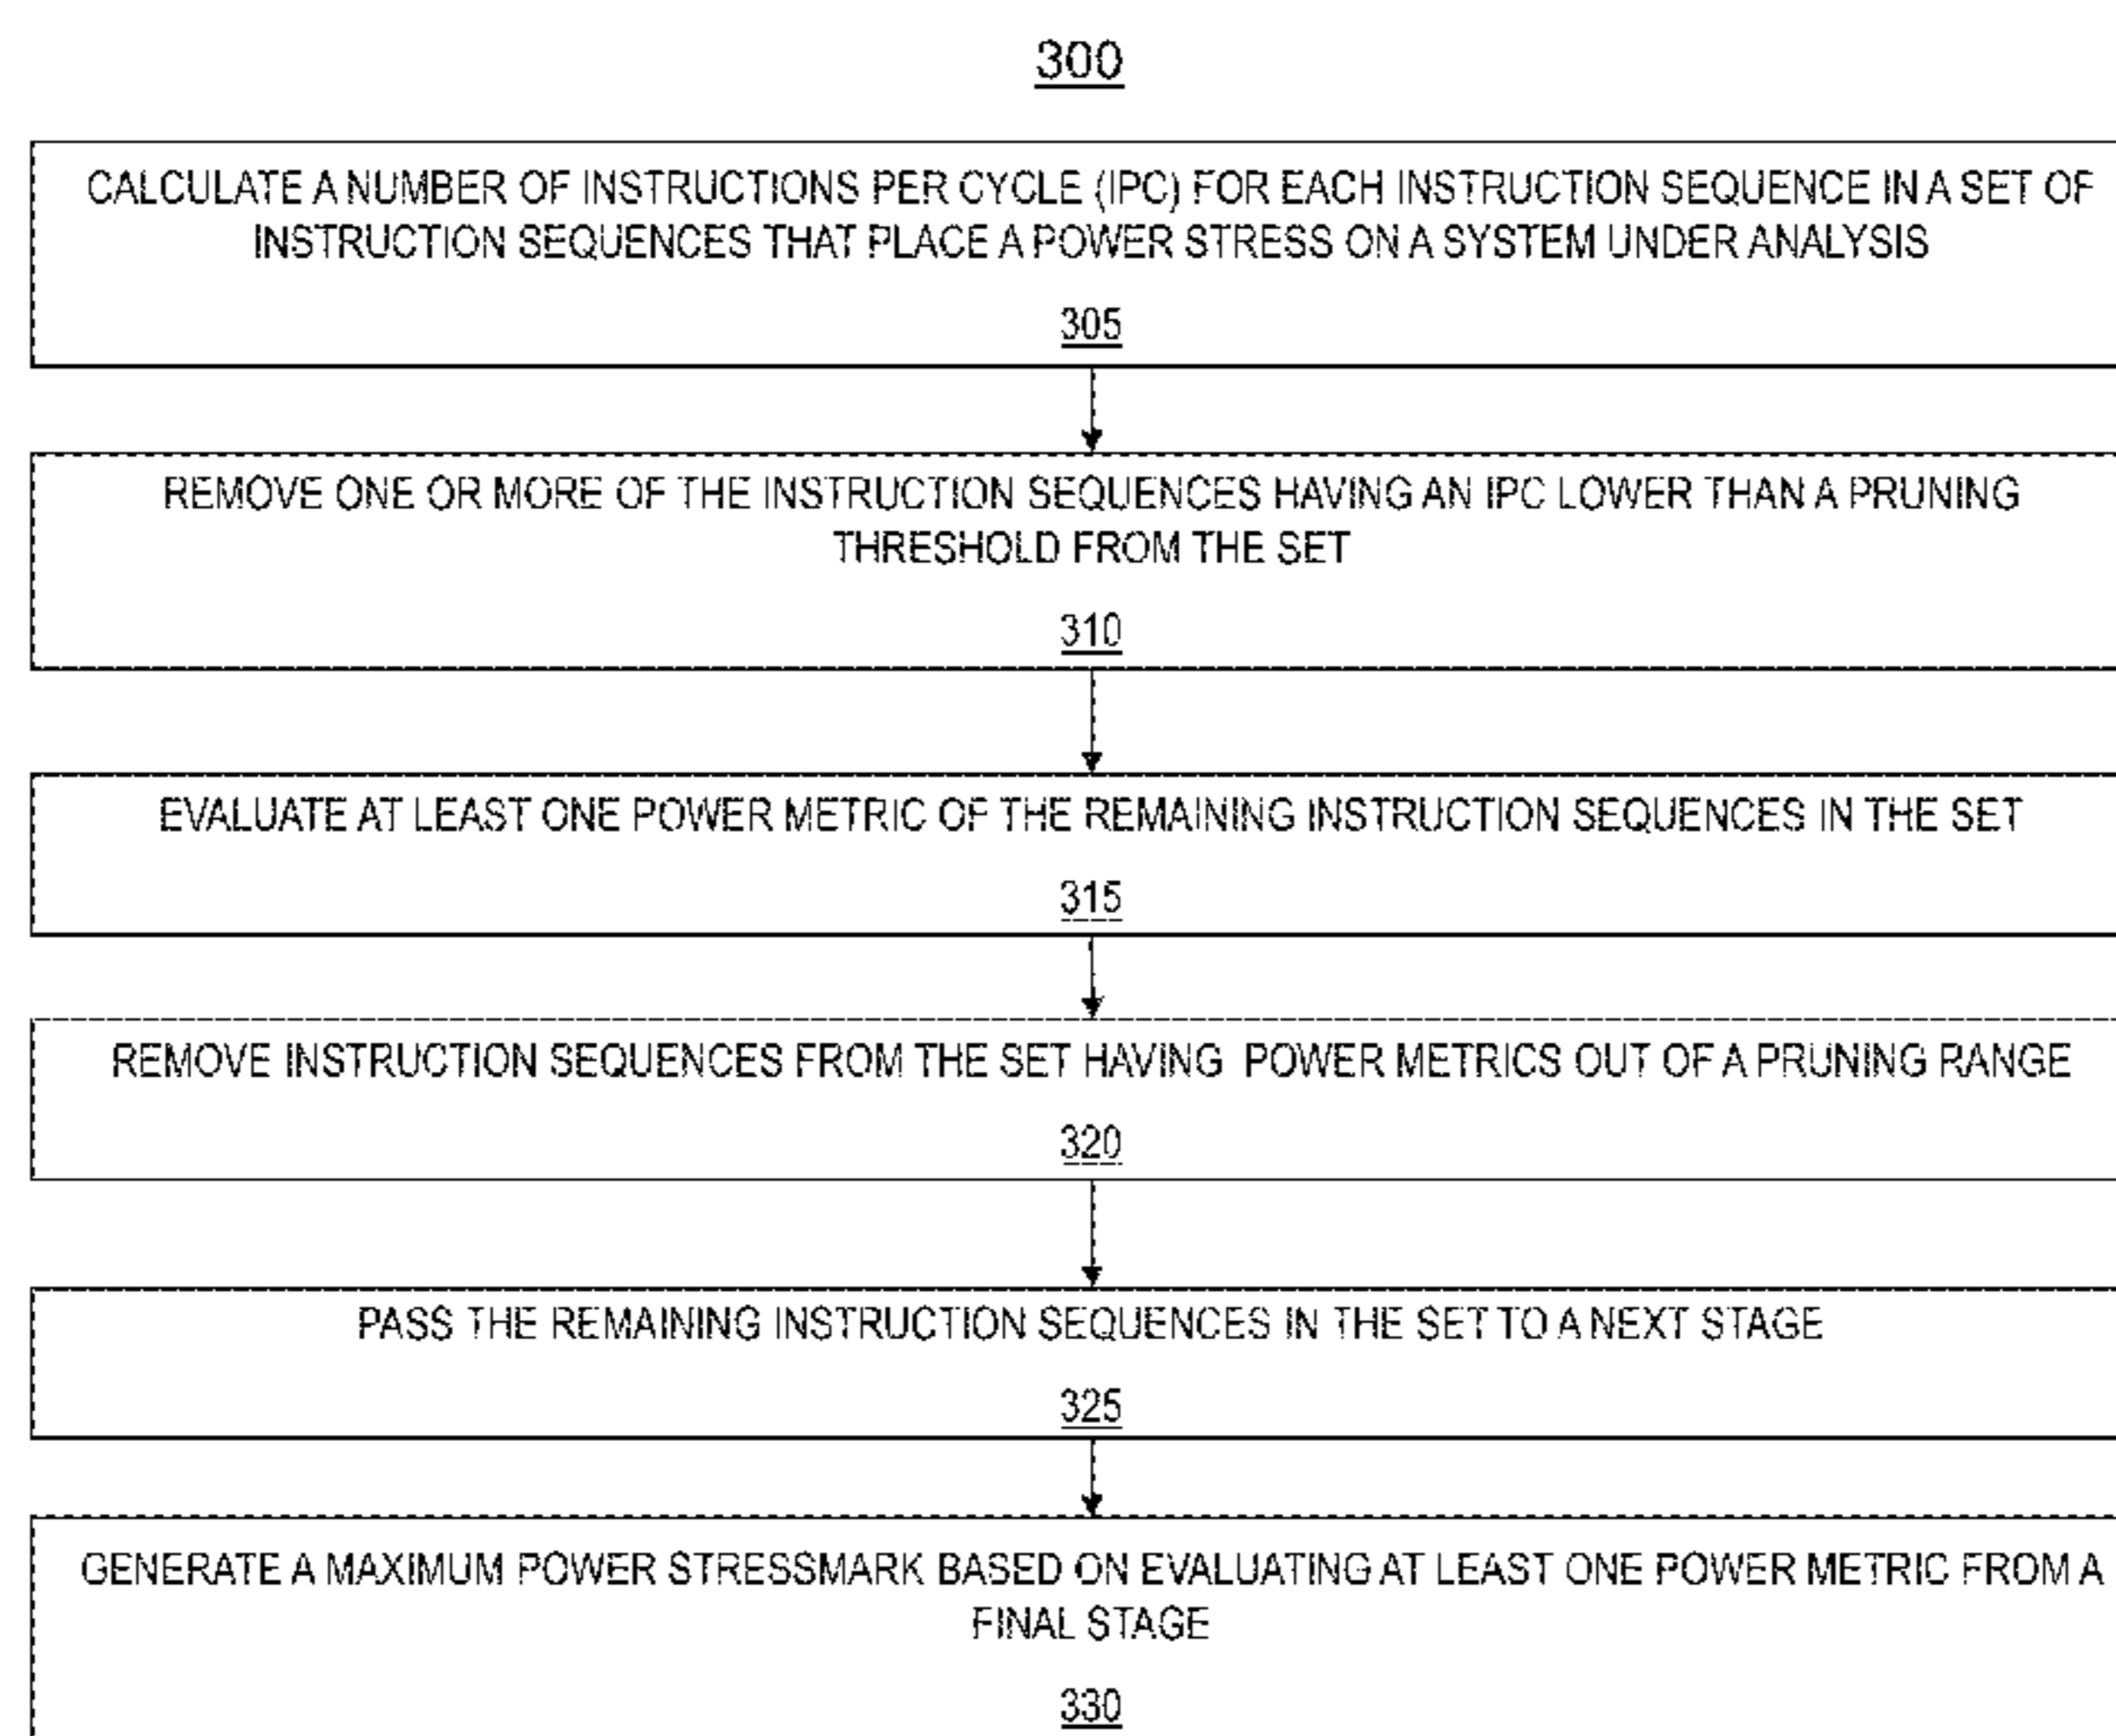 300
CALCULATE A NUMBER OF INSTRUCTIONS PER CYCLE (IPC) FOR EACH INSTRUCTION SEQUENCE IN A SET OF
INSTRUCTION SEQUENCES THAT PLACE A POWER STRESS ON A SYSTEM UNDER ANALYSIS
305
REMOVE ONE OR MORE OF THE INSTRUCTION SEQUENCES HAVING AN IPC LOWER THAN A PRUNING
THRESHOLD FROM THE SET
310
EVALUATE AT LEAST ONE POWER METRIC OF THE REMAINING INSTRUCTION SEQUENCES IN THE SET
315
REMOVE INSTRUCTION SEQUENCES FROM THE SET HAVING POWER METRICS OUT OF A PRUNING RANGE
320
PASS THE REMAINING INSTRUCTION SEQUENCES IN THE SET TO A NEXT STAGE
325
GENERATE A MAXIMUM POWER STRESSMARK BASED ON EVALUATING AT LEAST ONE POWER METRIC FROM A
FINAL STAGE
330